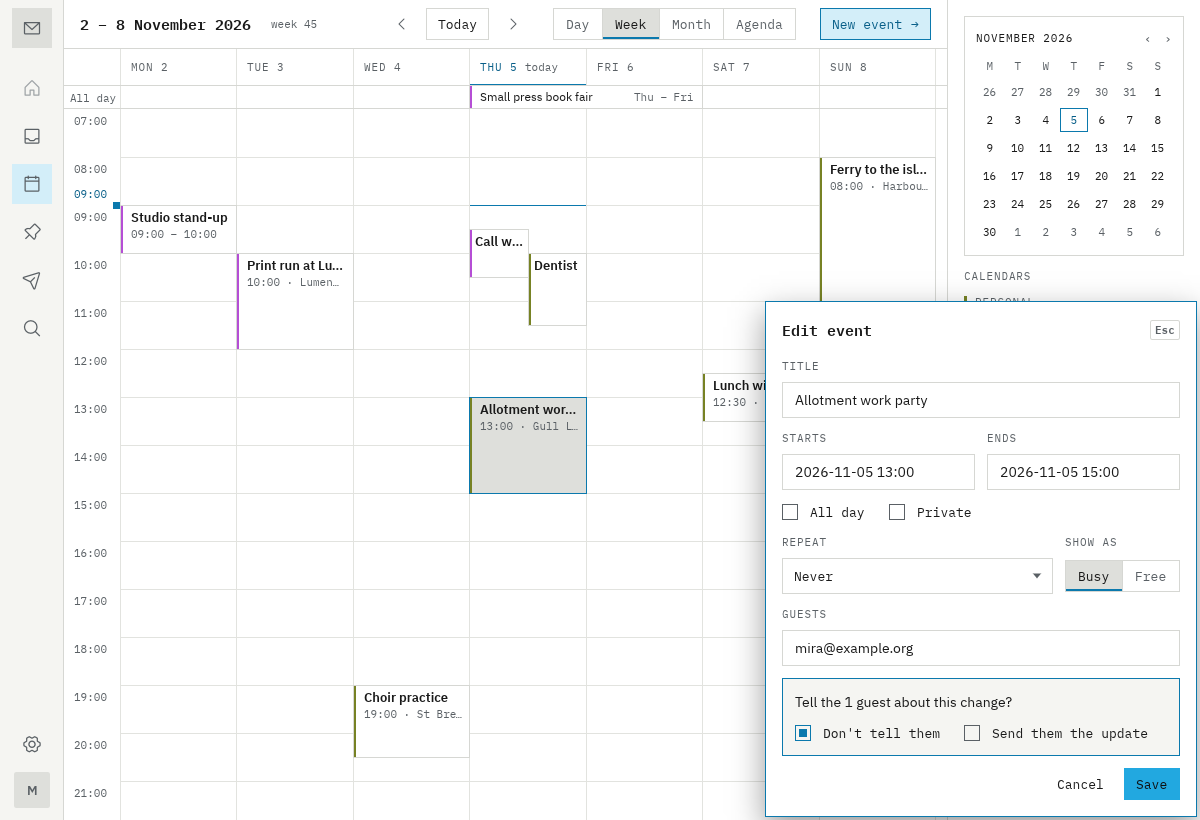 2 – 8 November 2026 week 45 Today Day Week Month Agenda New event →
MON 2 TUE 3 WED 4 THU 5 today FRI 6 SAT 7 SUN 8
All day Small press book fair Thu – Fri
07:00
08:00
09:00
09:00
10:00
11:00
12:00
13:00
14:00
15:00
16:00
17:00
18:00
19:00
20:00
21:00
Studio stand-up
09:00 – 10:00
Print run at Lu…
10:00 · Lumen…
Choir practice
19:00 · St Bre…
Call w…
Dentist
Allotment wor…
13:00 · Gull L…
Lunch wi
12:30 ·
Ferry to the isl…
08:00 · Harbou…
M
NOVEMBER 2026 ‹ ›
M T W T F S S
26 27 28 29 30 31 1
2 3 4 5 6 7 8
9 10 11 12 13 14 15
16 17 18 19 20 21 22
23 24 25 26 27 28 29
30 1 2 3 4 5 6
CALENDARS
PERSONAL
Edit event Esc
TITLE
Allotment work party
STARTS ENDS
2026-11-05 13:00 2026-11-05 15:00
All day Private
REPEAT SHOW AS
Never Busy Free
GUESTS
mira@example.org
Tell the 1 guest about this change?
Don't tell them Send them the update
Cancel Save